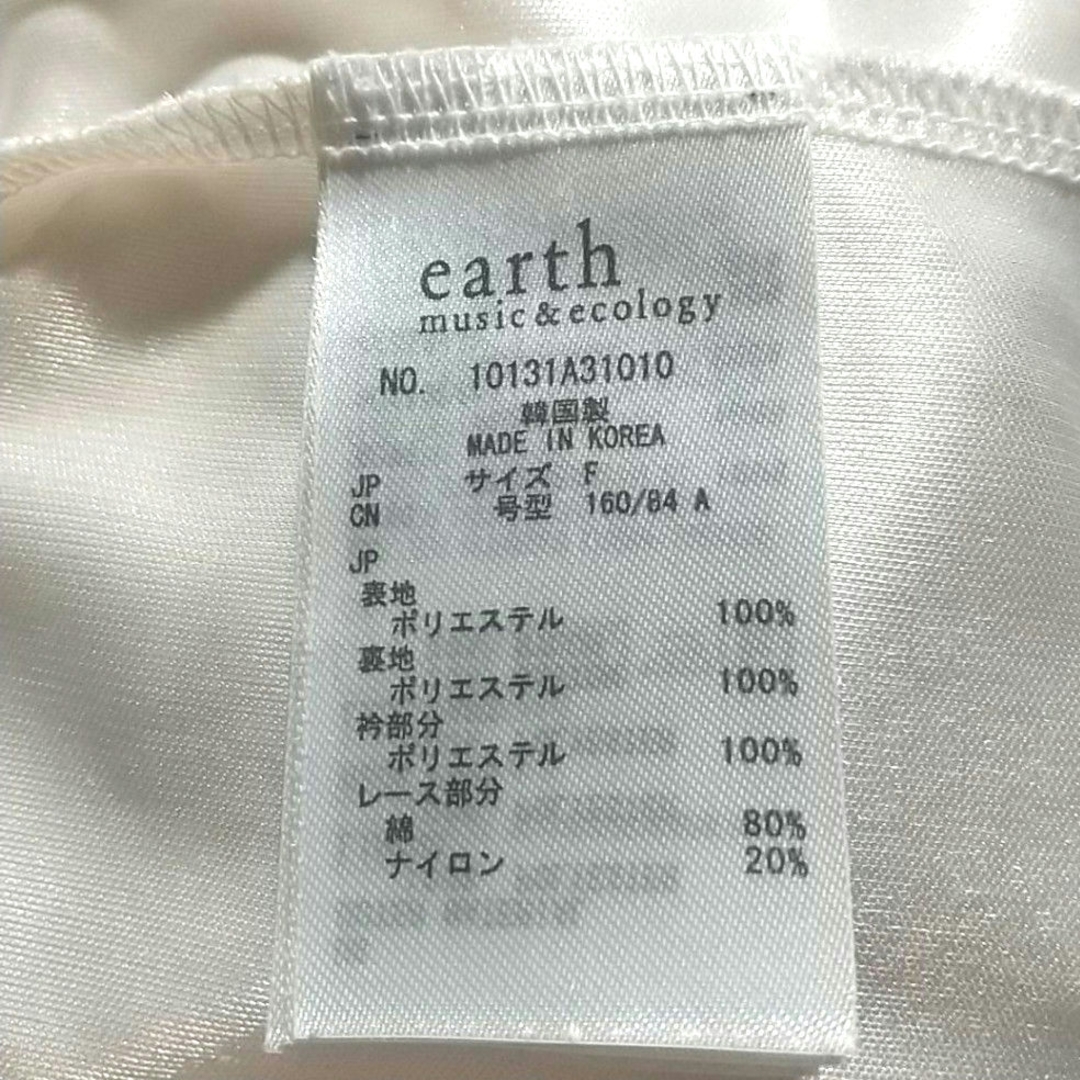 earth
music & ecology
NO. 10131A31010
韓国製
MADE IN KOREA
JP サイズ F
CN 号型 160/84 A
JP
表地
ポリエステル 100%
裏地
ポリエステル 100%
衿部分
ポリエステル 100%
レース部分
綿 80%
ナイロン 20%